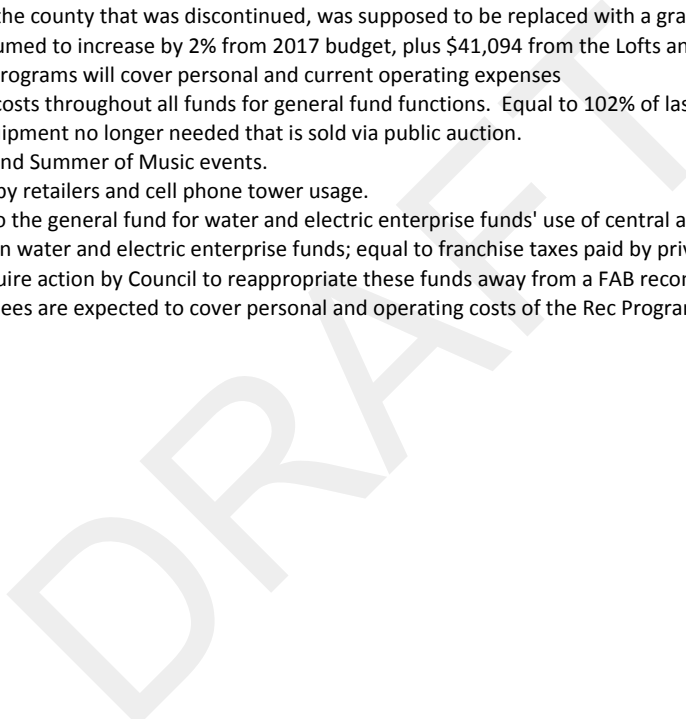 the county that was discontinued, was supposed to be replaced with a gra
umed to increase by 2% from 2017 budget, plus $41,094 from the Lofts an
rograms will cover personal and current operating expenses
costs throughout all funds for general fund functions. Equal to 102% of las
uipment no longer needed that is sold via public auction.
nd Summer of Music events.
by retailers and cell phone tower usage.
o the general fund for water and electric enterprise funds' use of central a
n water and electric enterprise funds; equal to franchise taxes paid by priv
uire action by Council to reappropriate these funds away from a FAB recon
ees are expected to cover personal and operating costs of the Rec Program
DRAFT